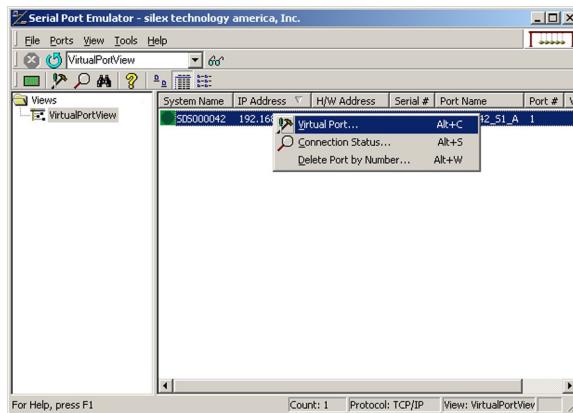 Serial Port Emulator - silex technology america, Inc.
File Ports View Tools Help
VirtualPortView
Views
VirtualPortView
System Name IP Address H/W Address Serial # Port Name Port #
SDS000042 192.16 42_S1_A 1
Virtual Port... Alt+C
Connection Status... Alt+S
Delete Port by Number... Alt+W
For Help, press F1 Count: 1 Protocol: TCP/IP View: VirtualPortView